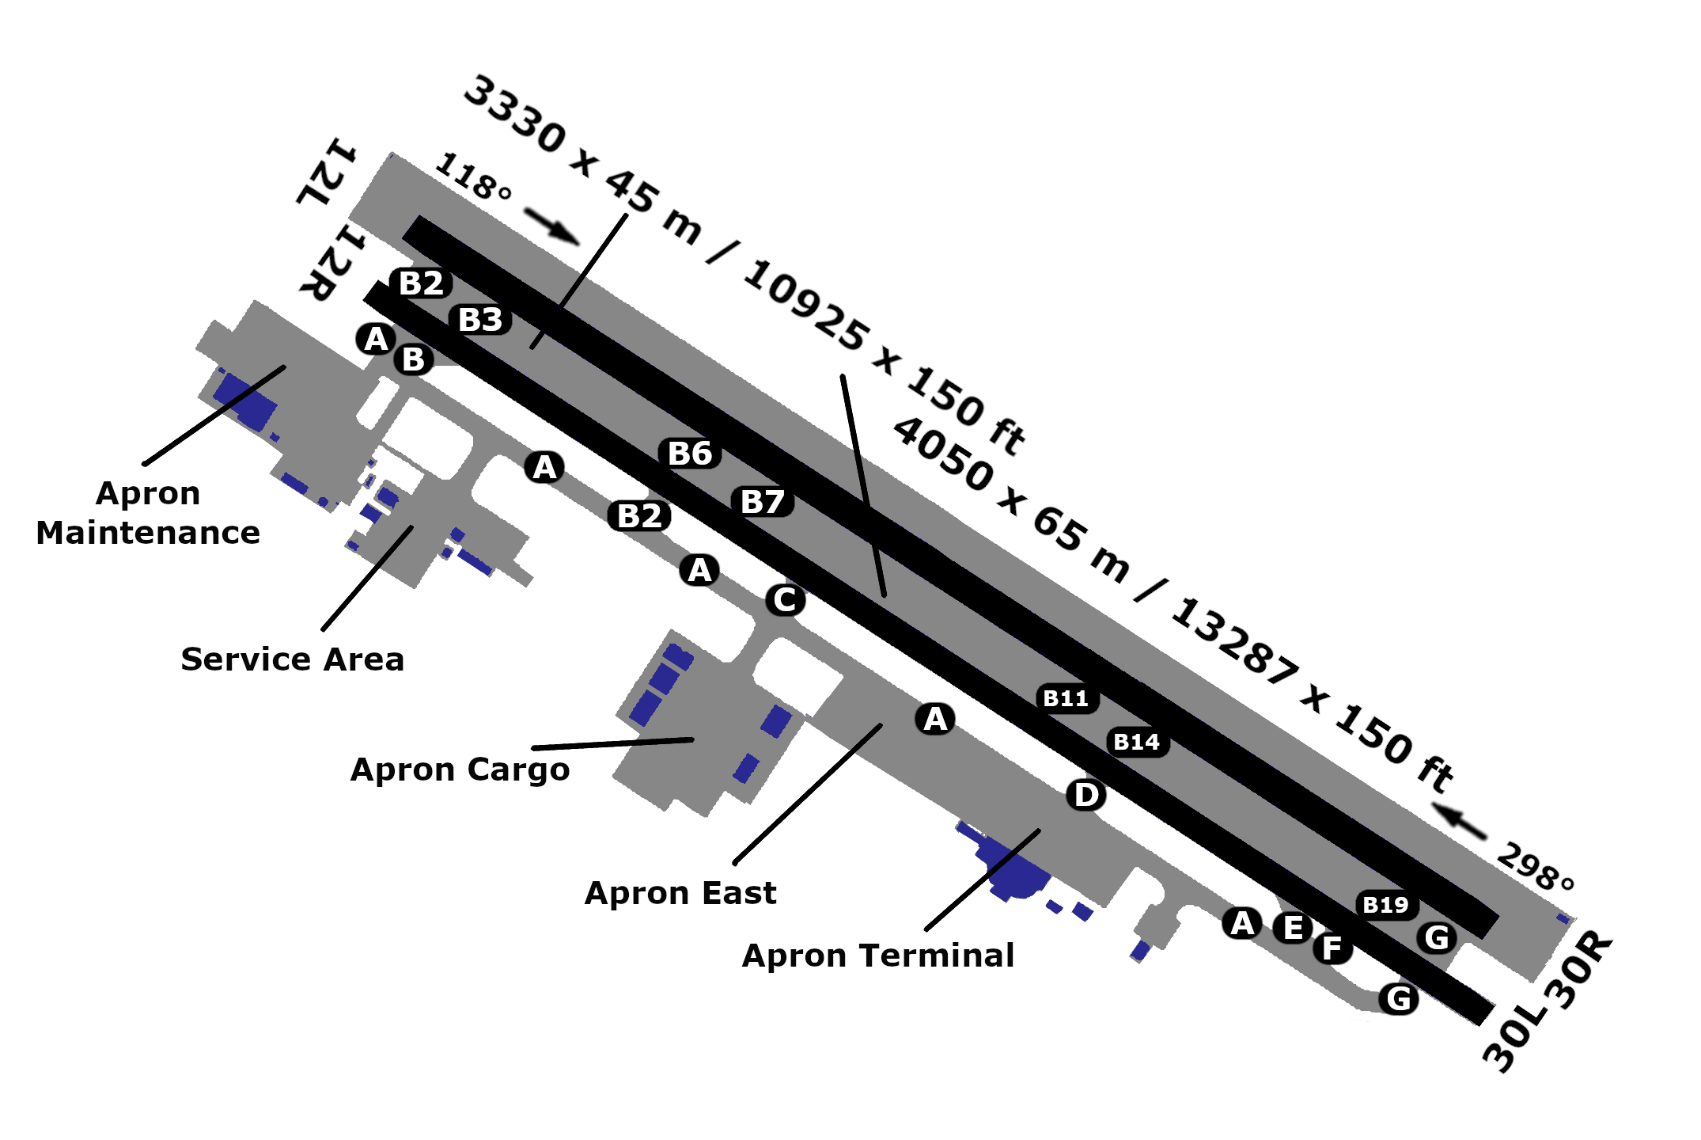 3330 x 45 m / 10925 x 150 ft
4050 x 65 m / 13287 x 150 ft
118°
298°
12L
12R
30R
30L
B2
B3
A
B
A
B6
B7
B2
A
C
B11
B14
A
D
B19
G
A
E
F
G
Apron
Maintenance
Service Area
Apron Cargo
Apron East
Apron Terminal